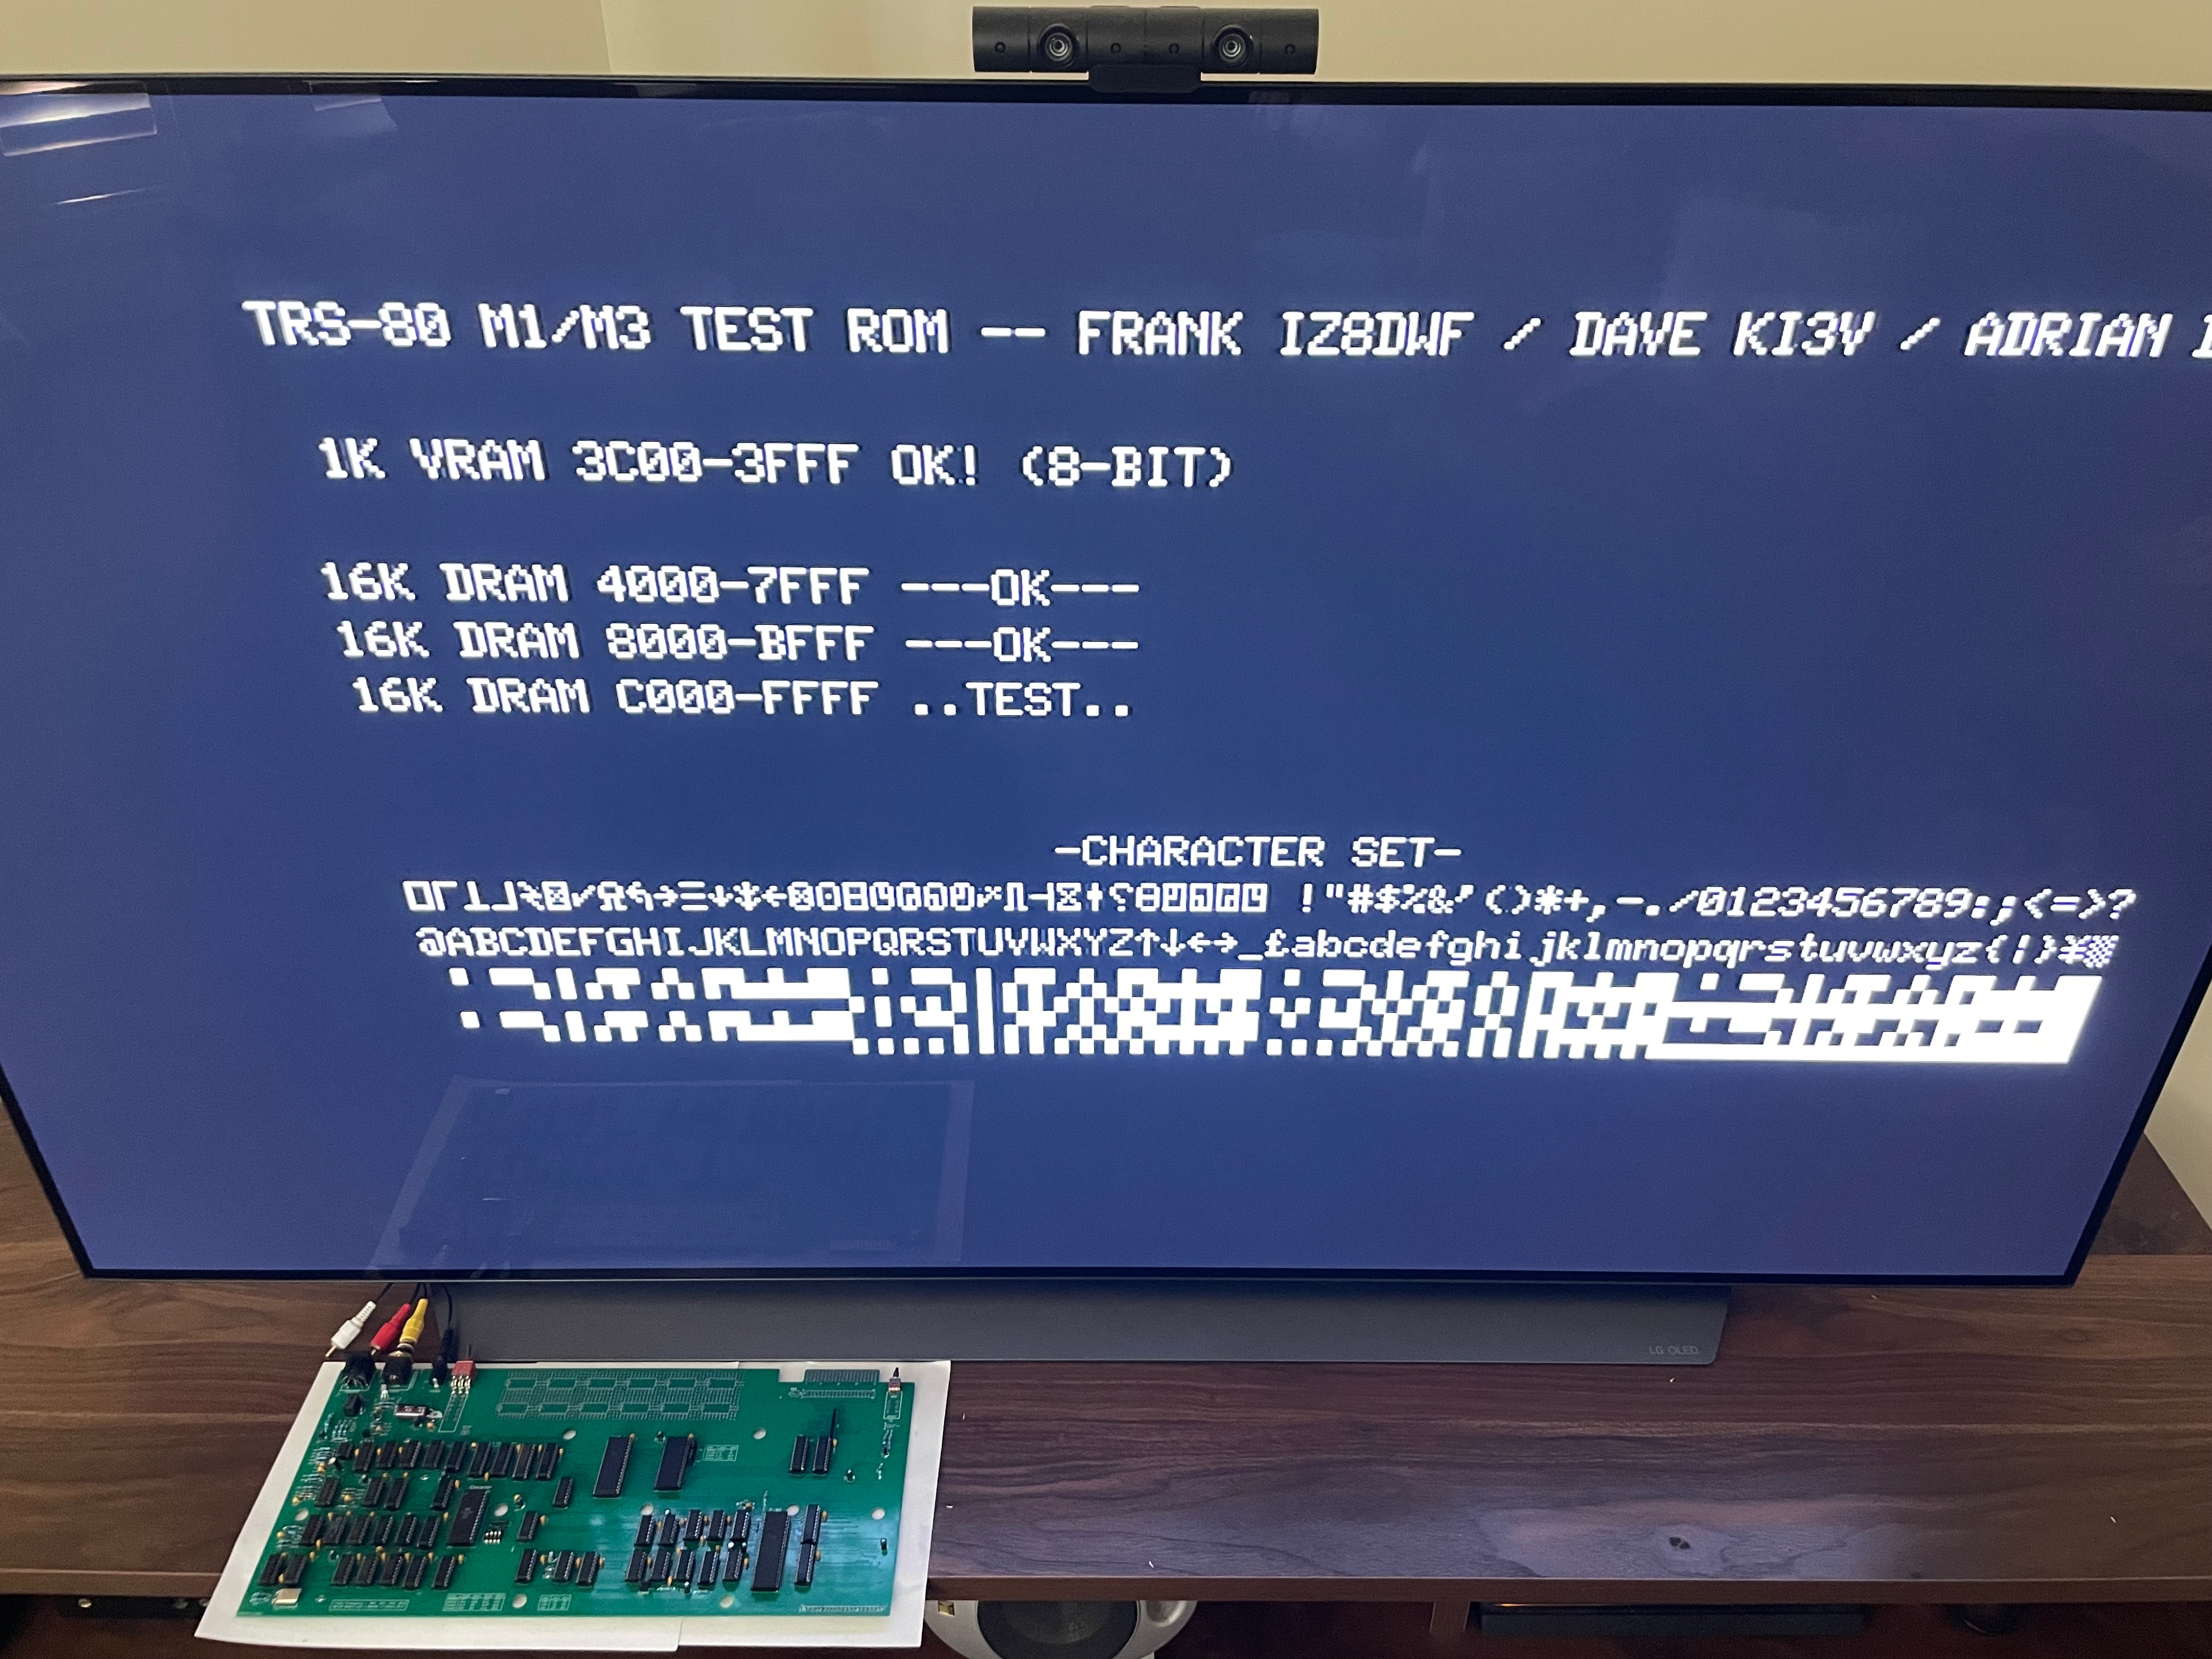 TRS-80 M1/M3 TEST ROM -- FRANK IZ8DWF / DAVE KI3V / ADRIAN
1K VRAM 3C00-3FFF OK! (8-BIT)
16K DRAM 4000-7FFF ---OK---
16K DRAM 8000-BFFF ---OK---
16K DRAM C000-FFFF ..TEST..
-CHARACTER SET-
!"#$%&'()*+,-./0123456789:;<=>?
@ABCDEFGHIJKLMNOPQRSTUVWXYZ↑↓←→_£abcdefghijklmnopqrstuvwxyz{¦}¥▒
LG OLED